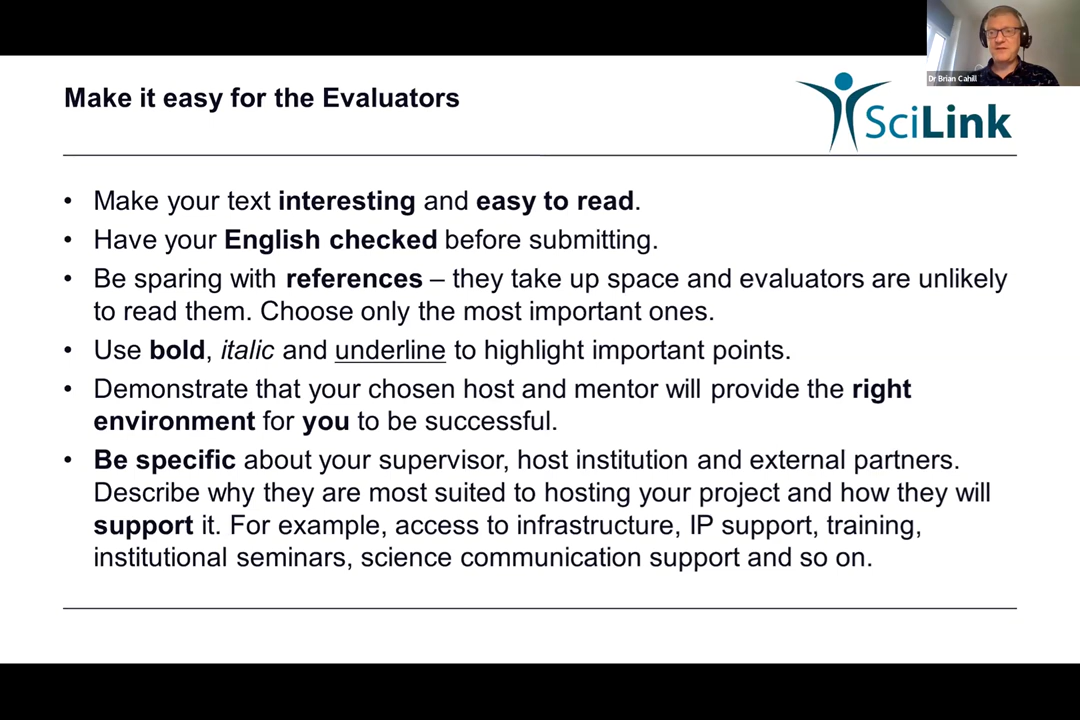 Dr Brian Cahill
Make it easy for the Evaluators
SciLink
• Make your text interesting and easy to read.
• Have your English checked before submitting.
• Be sparing with references – they take up space and evaluators are unlikely
to read them. Choose only the most important ones.
• Use bold, italic and underline to highlight important points.
• Demonstrate that your chosen host and mentor will provide the right
environment for you to be successful.
• Be specific about your supervisor, host institution and external partners.
Describe why they are most suited to hosting your project and how they will
support it. For example, access to infrastructure, IP support, training,
institutional seminars, science communication support and so on.